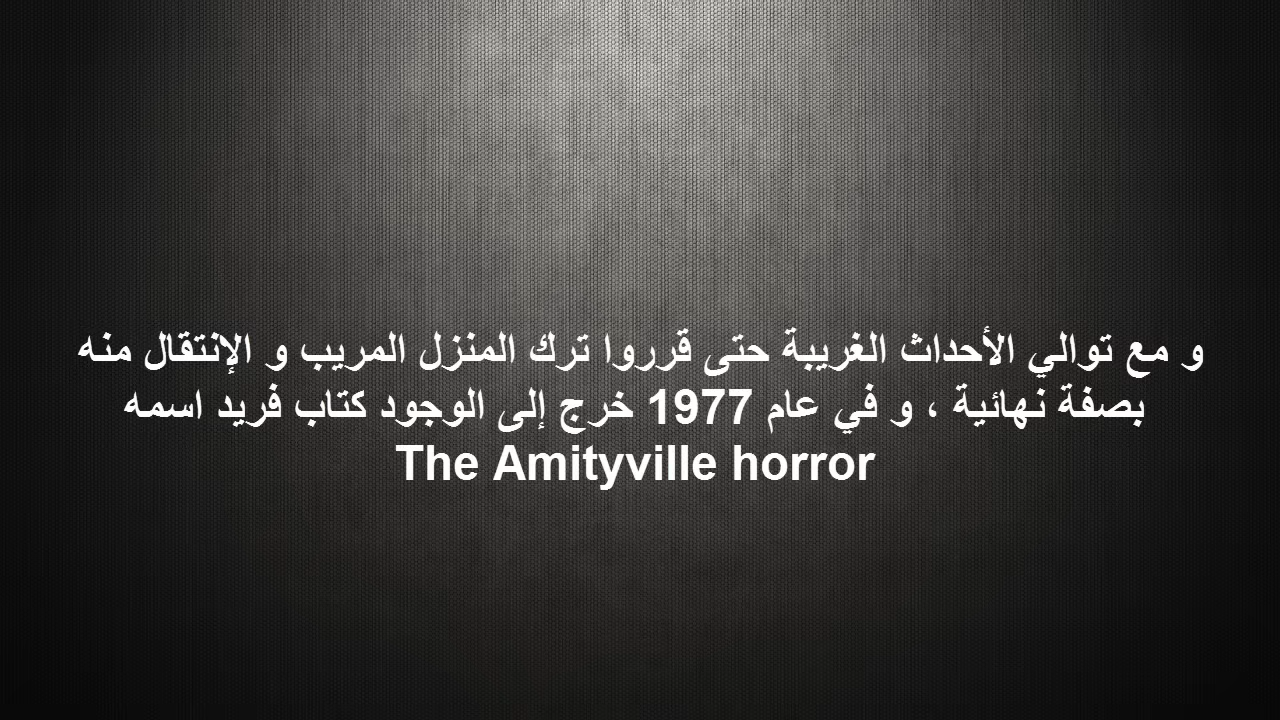 و مع توالي الأحداث الغريبة حتى قرروا ترك المنزل المريب و الإنتقال منه
بصفة نهائية ، و في عام 1977 خرج إلى الوجود كتاب فريد اسمه
The Amityville horror